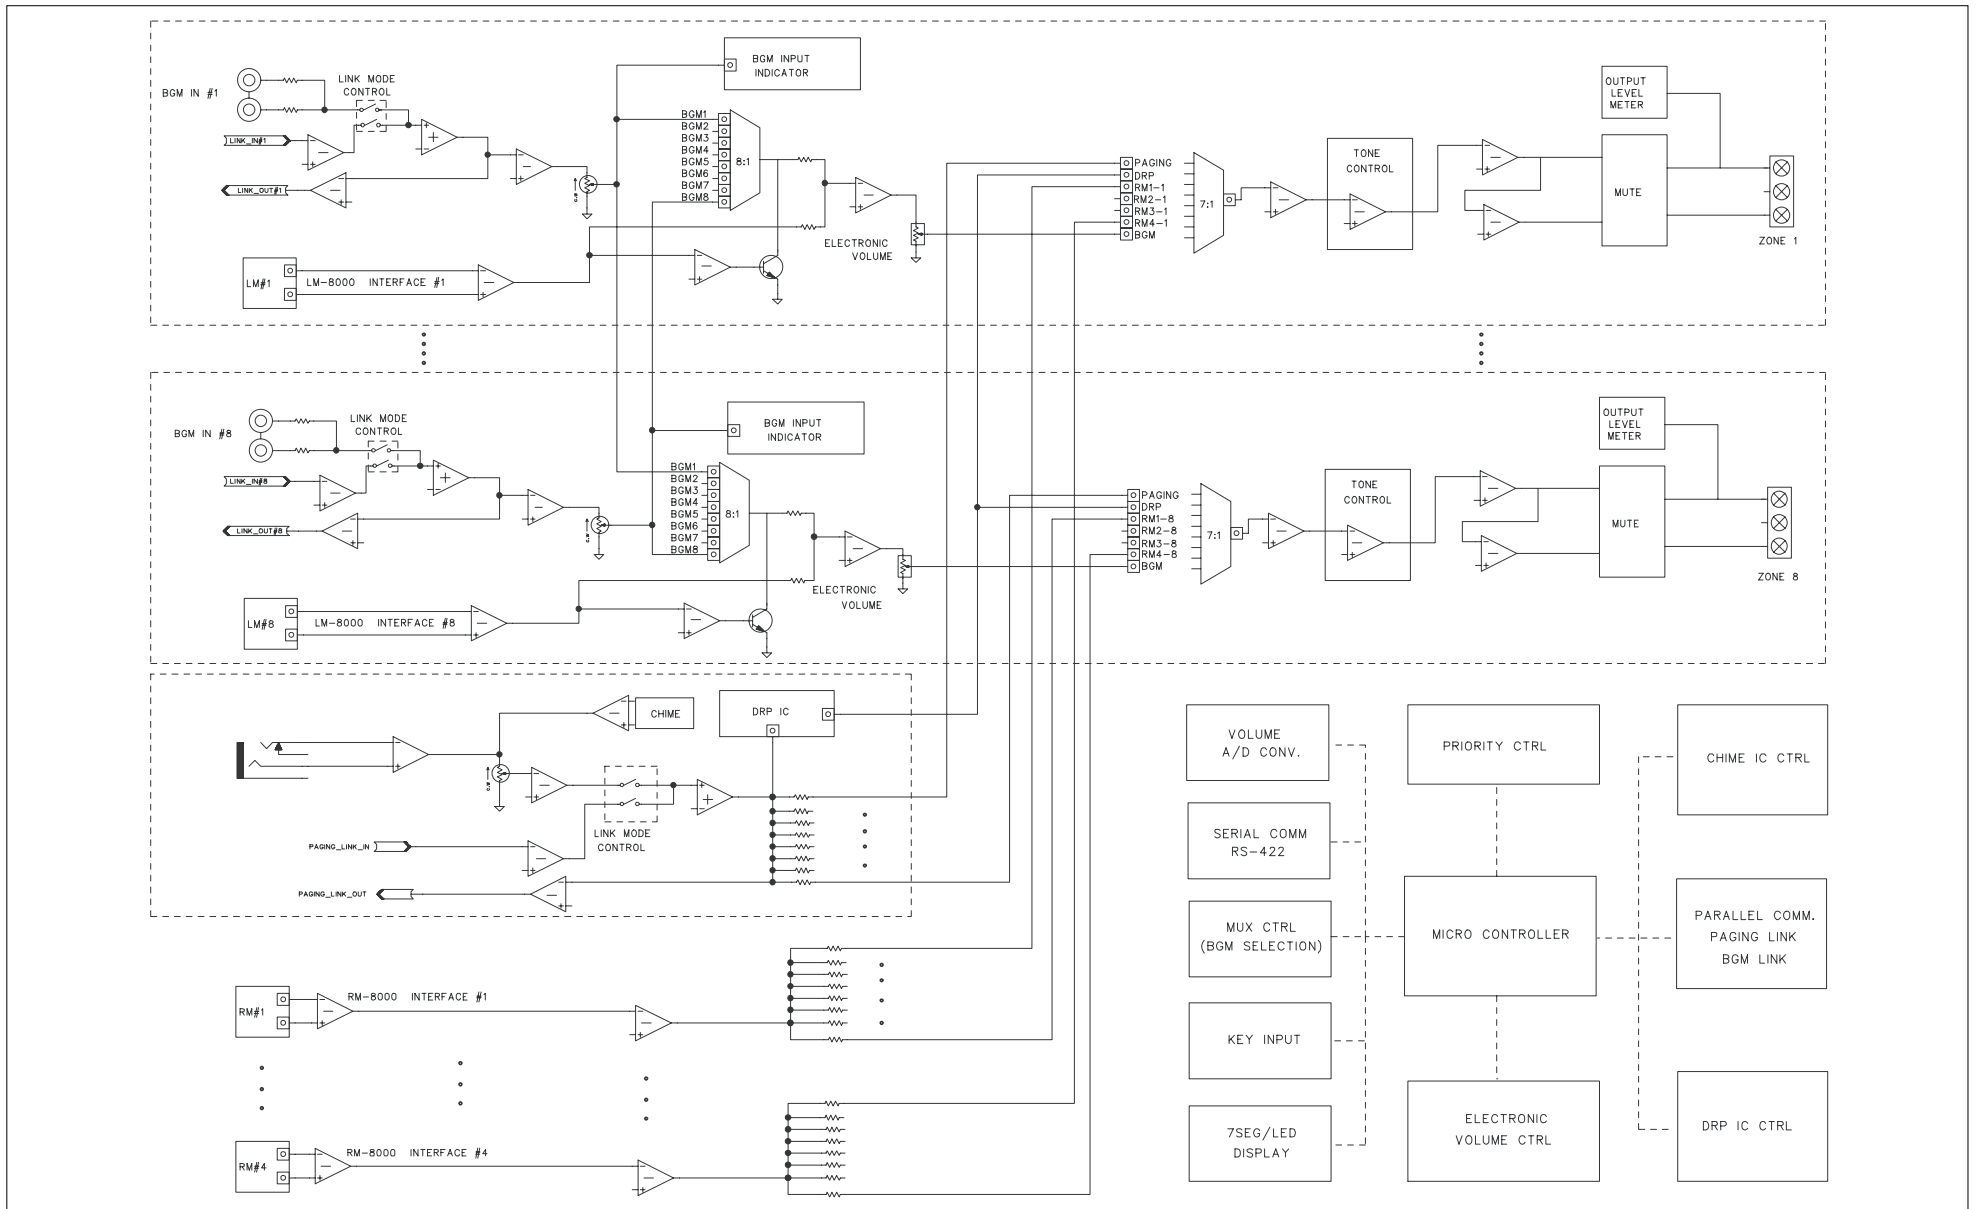 BGM IN #1
LINK MODE
CONTROL
LINK_IN#1
LINK_OUT#1
C.W
BGM INPUT
INDICATOR
BGM1
BGM2
BGM3
BGM4
BGM5
BGM6
BGM7
BGM8
8:1
ELECTRONIC
VOLUME
LM#1
LM-8000 INTERFACE #1
PAGING
DRP
RM1-1
RM2-1
RM3-1
RM4-1
BGM
7:1
TONE
CONTROL
OUTPUT
LEVEL
METER
MUTE
ZONE 1
BGM IN #8
LINK MODE
CONTROL
LINK_IN#8
LINK_OUT#8
C.W
BGM INPUT
INDICATOR
BGM1
BGM2
BGM3
BGM4
BGM5
BGM6
BGM7
BGM8
8:1
ELECTRONIC
VOLUME
LM#8
LM-8000 INTERFACE #8
PAGING
DRP
RM1-8
RM2-8
RM3-8
RM4-8
BGM
7:1
TONE
CONTROL
OUTPUT
LEVEL
METER
MUTE
ZONE 8
CHIME
DRP IC
C.W
LINK MODE
CONTROL
PAGING_LINK_IN
PAGING_LINK_OUT
RM#1
RM-8000 INTERFACE #1
RM#4
RM-8000 INTERFACE #4
VOLUME
A/D CONV.
SERIAL COMM
RS-422
MUX CTRL
(BGM SELECTION)
KEY INPUT
7SEG/LED
DISPLAY
PRIORITY CTRL
MICRO CONTROLLER
ELECTRONIC
VOLUME CTRL
CHIME IC CTRL
PARALLEL COMM.
PAGING LINK
BGM LINK
DRP IC CTRL